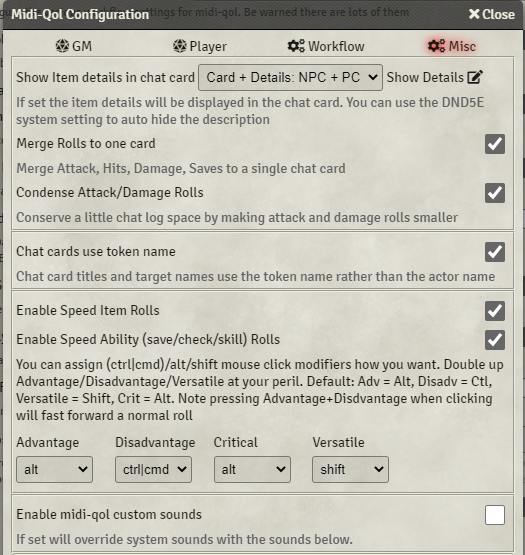 Midi-Qol Configuration
settings for midi-qol. Be warned there are lots of them
Close
GM Player Workflow Misc
Show Item details in chat card Card + Details: NPC + PC Show Details
If set the item details will be displayed in the chat card. You can use the DND5E
system setting to auto hide the description
Merge Rolls to one card
Merge Attack, Hits, Damage, Saves to a single chat card
Condense Attack/Damage Rolls
Conserve a little chat log space by making attack and damage rolls smaller
Chat cards use token name
Chat card titles and target names use the token name rather than the actor name
Enable Speed Item Rolls
Enable Speed Ability (save/check/skill) Rolls
You can assign (ctrl|cmd)/alt/shift mouse click modifiers how you want. Double up
Advantage/Disadvantage/Versatile at your peril. Default: Adv = Alt, Disadv = Ctl,
Versatile = Shift, Crit = Alt. Note pressing Advantage+Disdvantage when clicking
will fast forward a normal roll
Advantage Disadvantage Critical Versatile
alt ctrl|cmd alt shift
Enable midi-qol custom sounds
If set will override system sounds with the sounds below.